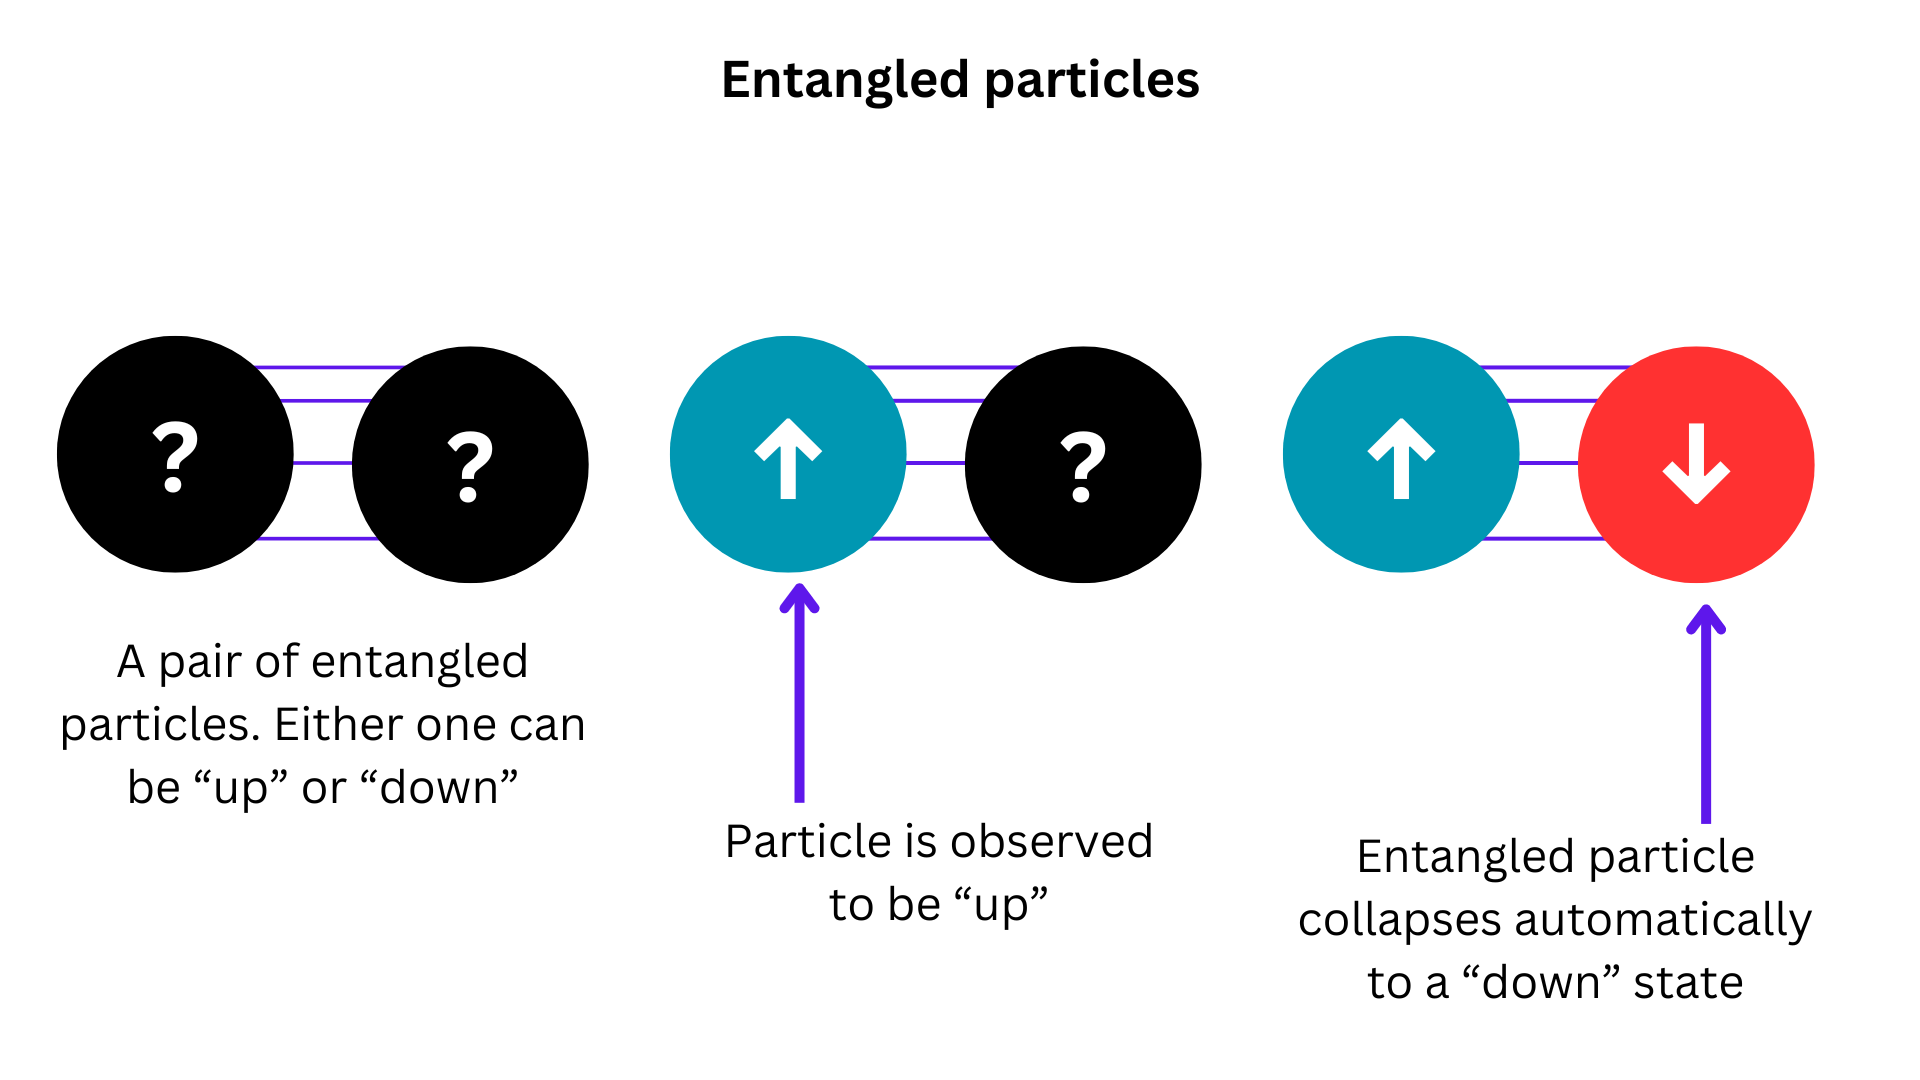 Entangled particles
?
?
↑
?
↑
↓
A pair of entangled
particles. Either one can
be “up” or “down”
Particle is observed
to be “up”
Entangled particle
collapses automatically
to a “down” state